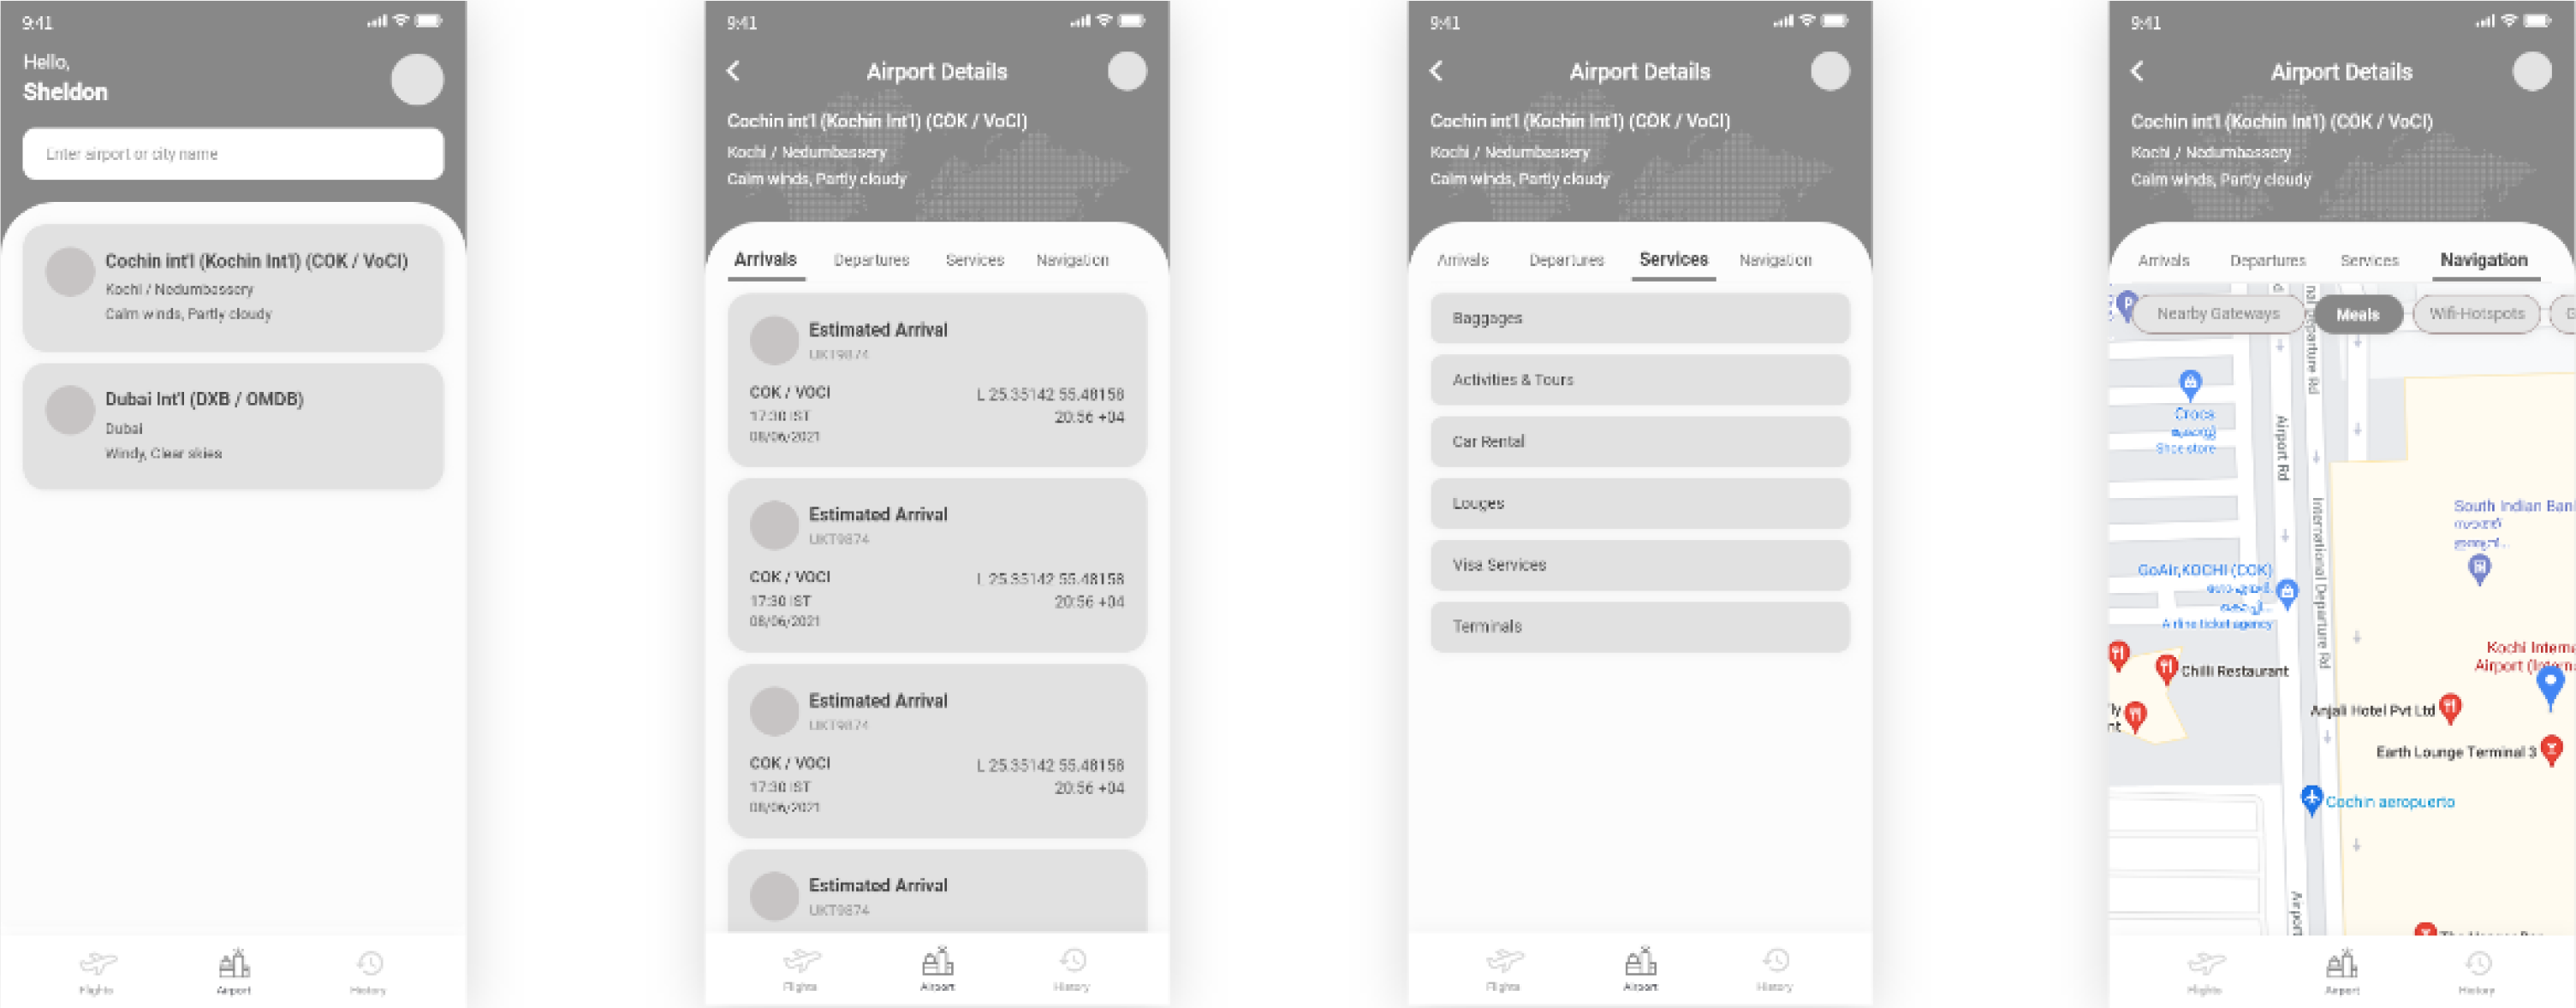 9:41
Hello,
Sheldon
Enter airport or city name
Cochin int'l (Kochin Int'l) (COK / VoCI)
Kochi / Nedumbassery
Calm winds, Partly cloudy
Dubai Int'l (DXB / OMDB)
Dubai
Windy, Clear skies
Flights
Airport
History
9:41
Airport Details
Cochin int'l (Kochin Int'l) (COK / VoCI)
Kochi / Nedumbassery
Calm winds, Partly cloudy
Arrivals
Departures
Services
Navigation
Estimated Arrival
UKT9874
COK / VOCI
L 25.35142 55.48158
17:30 IST
20:56 +04
08/06/2021
Estimated Arrival
UKT9874
COK / VOCI
L 25.35142 55.48158
17:30 IST
20:56 +04
08/06/2021
Estimated Arrival
UKT9874
COK / VOCI
L 25.35142 55.48158
17:30 IST
20:56 +04
08/06/2021
Estimated Arrival
UKT9874
Flights
Airport
History
9:41
Airport Details
Cochin int'l (Kochin Int'l) (COK / VoCI)
Kochi / Nedumbassery
Calm winds, Partly cloudy
Arrivals
Departures
Services
Navigation
Baggages
Activities & Tours
Car Rental
Louges
Visa Services
Terminals
Flights
Airport
History
9:41
Airport Details
Cochin int'l (Kochin Int'l) (COK / VoCI)
Kochi / Nedumbassery
Calm winds, Partly cloudy
Arrivals
Departures
Services
Navigation
P
Nearby Gateways
Meals
Wifi-Hotspots
Crocs
Shoe store
Airport Rd
International Departure Rd
South Indian Ban
GoAir,KOCHI (COK)
Airline ticket agency
Kochi Interna
Airport (Intern
Chilli Restaurant
Anjali Hotel Pvt Ltd
Earth Lounge Terminal 3
Cochin aeropuerto
Airport
Flights
Airport
History